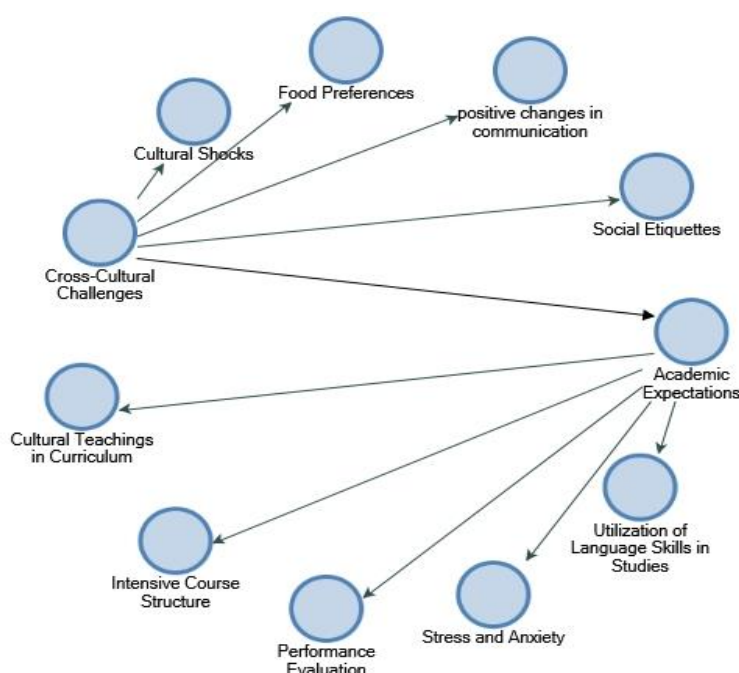 Food Preferences
positive changes in
communication
Cultural Shocks
Social Etiquettes
Cross-Cultural
Challenges
Academic
Expectations
Cultural Teachings
in Curriculum
Utilization of
Language Skills in
Studies
Intensive Course
Structure
Stress and Anxiety
Performance
Evaluation